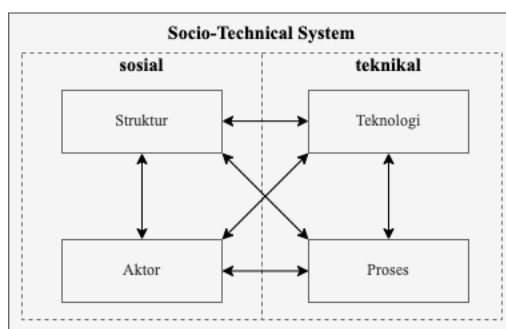 Socio-Technical System
sosial
teknikal
Struktur
Teknologi
Aktor
Proses